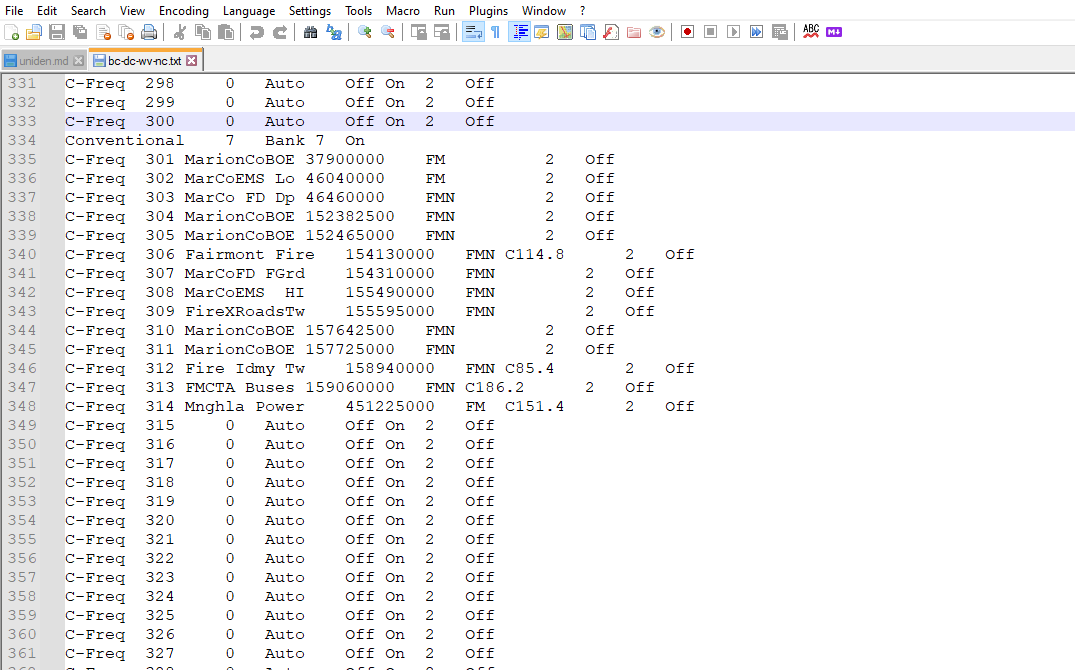 File Edit Search View Encoding Language Settings Tools Macro Run Plugins Window ?
ABC M↓
uniden.md bc-dc-wv-nc.txt
331 C-Freq 298 0 Auto Off On 2 Off
332 C-Freq 299 0 Auto Off On 2 Off
333 C-Freq 300 0 Auto Off On 2 Off
334 Conventional 7 Bank 7 On
335 C-Freq 301 MarionCoBOE 37900000 FM 2 Off
336 C-Freq 302 MarCoEMS Lo 46040000 FM 2 Off
337 C-Freq 303 MarCo FD Dp 46460000 FMN 2 Off
338 C-Freq 304 MarionCoBOE 152382500 FMN 2 Off
339 C-Freq 305 MarionCoBOE 152465000 FMN 2 Off
340 C-Freq 306 Fairmont Fire 154130000 FMN C114.8 2 Off
341 C-Freq 307 MarCoFD FGrd 154310000 FMN 2 Off
342 C-Freq 308 MarCoEMS HI 155490000 FMN 2 Off
343 C-Freq 309 FireXRoadsTw 155595000 FMN 2 Off
344 C-Freq 310 MarionCoBOE 157642500 FMN 2 Off
345 C-Freq 311 MarionCoBOE 157725000 FMN 2 Off
346 C-Freq 312 Fire Idmy Tw 158940000 FMN C85.4 2 Off
347 C-Freq 313 FMCTA Buses 159060000 FMN C186.2 2 Off
348 C-Freq 314 Mnghla Power 451225000 FM C151.4 2 Off
349 C-Freq 315 0 Auto Off On 2 Off
350 C-Freq 316 0 Auto Off On 2 Off
351 C-Freq 317 0 Auto Off On 2 Off
352 C-Freq 318 0 Auto Off On 2 Off
353 C-Freq 319 0 Auto Off On 2 Off
354 C-Freq 320 0 Auto Off On 2 Off
355 C-Freq 321 0 Auto Off On 2 Off
356 C-Freq 322 0 Auto Off On 2 Off
357 C-Freq 323 0 Auto Off On 2 Off
358 C-Freq 324 0 Auto Off On 2 Off
359 C-Freq 325 0 Auto Off On 2 Off
360 C-Freq 326 0 Auto Off On 2 Off
361 C-Freq 327 0 Auto Off On 2 Off